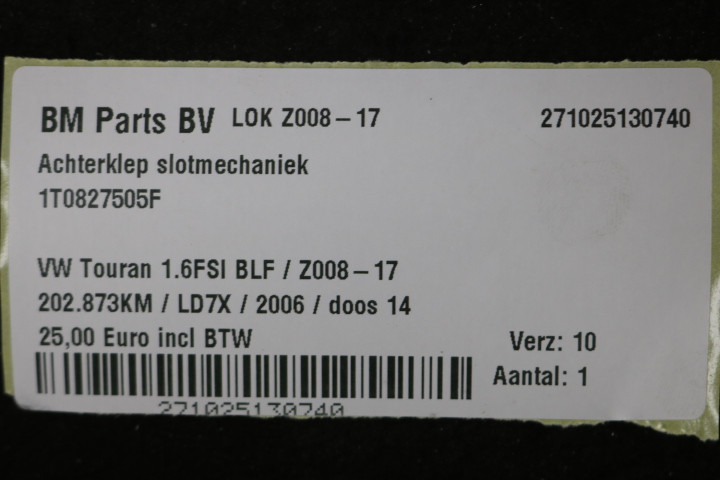 BM Parts BV LOK Z008-17 271025130740
Achterklep slotmechaniek
1T0827505F
VW Touran 1.6FSI BLF / Z008-17
202.873KM / LD7X / 2006 / doos 14
25,00 Euro incl BTW Verz: 10
Aantal: 1
271025130740